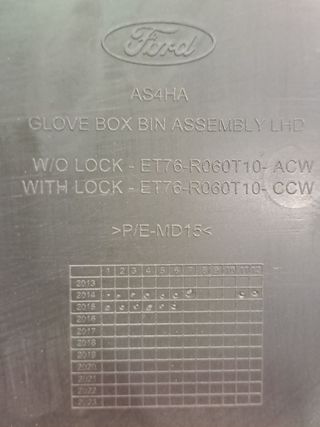 Ford
AS4HA
GLOVE BOX BIN ASSEMBLY LHD
W/O LOCK - ET76-R060T10- ACW
WITH LOCK - ET76-R060T10- CCW
>P/E-MD15<
1 2 3 4 5 6 7 8 9 10 11 12
2013
2014
2015
2016
2017
2018
2019
2020
2021
2022
2023